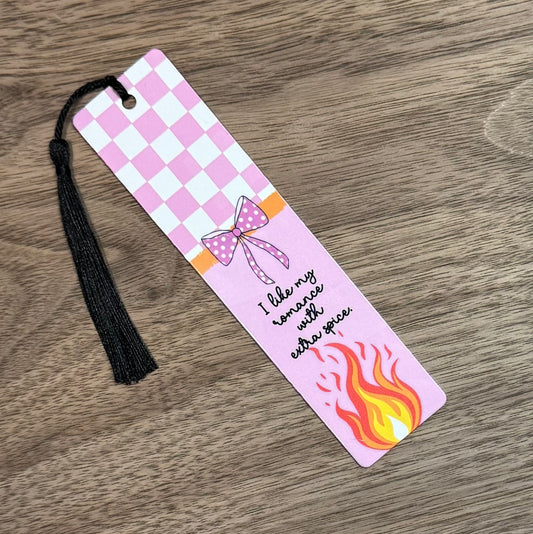 I like my
romance
with
extra spice.